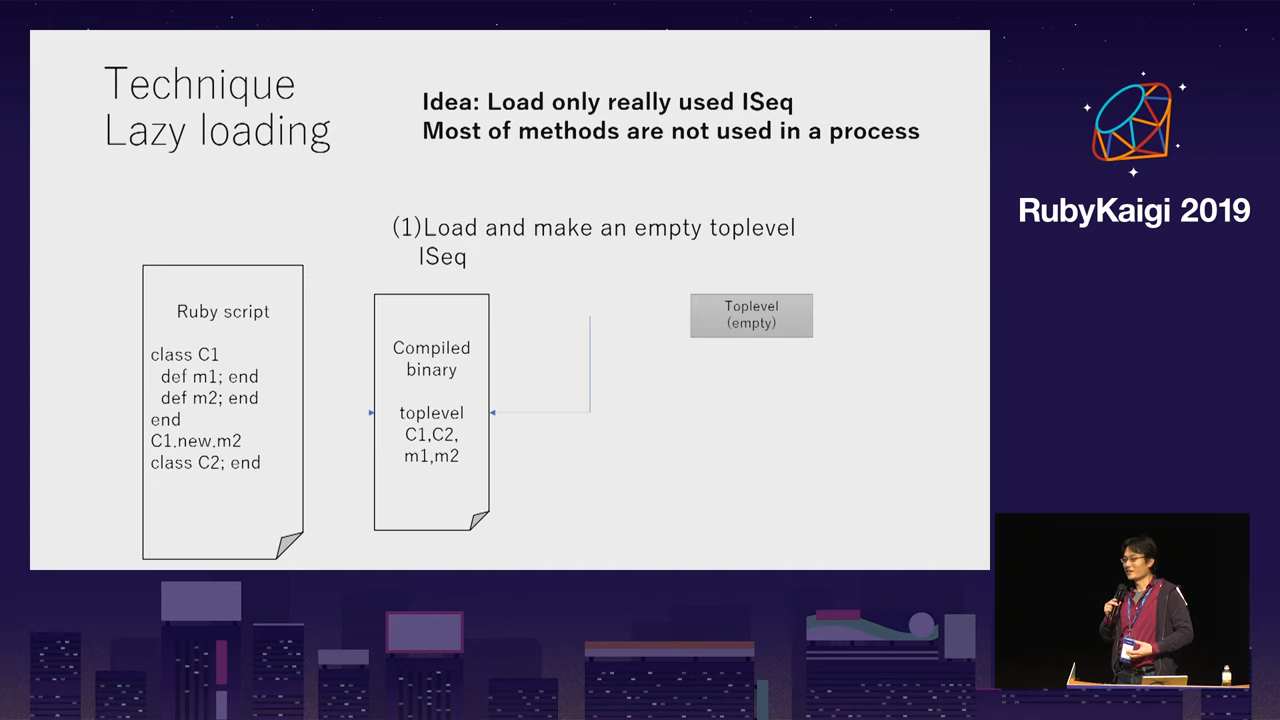 Technique
Lazy loading
Idea: Load only really used ISeq
Most of methods are not used in a process
(1)Load and make an empty toplevel
ISeq
Ruby script
class C1
def m1; end
def m2; end
end
C1.new.m2
class C2; end
Compiled
binary
toplevel
C1,C2,
m1,m2
Toplevel
(empty)
RubyKaigi 2019